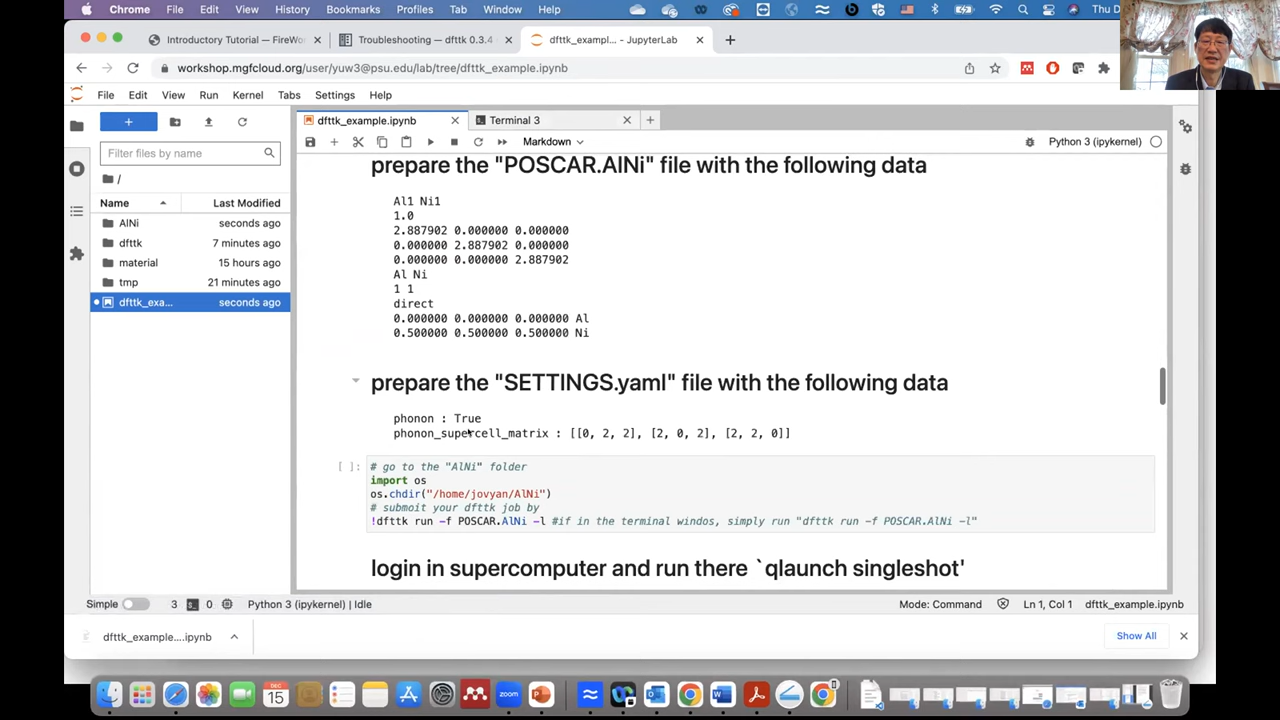 Chrome File Edit View History Bookmarks Profiles Tab Window Help Thu D
Introductory Tutorial — FireWo
Troubleshooting — dfttk 0.3.4
dfttk_exampl... - JupyterLab
workshop.mgfcloud.org/user/yuw3@psu.edu/lab/tree/dfttk_example.ipynb
File Edit View Run Kernel Tabs Settings Help
dfttk_example.ipynb
Terminal 3
Markdown
Python 3 (ipykernel)
Filter files by name
/
Name Last Modified
AlNi seconds ago
dfttk 7 minutes ago
material 15 hours ago
tmp 21 minutes ago
dfttk_exa... seconds ago
prepare the "POSCAR.AlNi" file with the following data
Al1 Ni1
1.0
2.887902 0.000000 0.000000
0.000000 2.887902 0.000000
0.000000 0.000000 2.887902
Al Ni
1 1
direct
0.000000 0.000000 0.000000 Al
0.500000 0.500000 0.500000 Ni
prepare the "SETTINGS.yaml" file with the following data
phonon : True
phonon_supercell_matrix : [[0, 2, 2], [2, 0, 2], [2, 2, 0]]
[ ]:
# go to the "AlNi" folder
import os
os.chdir("/home/jovyan/AlNi")
# submoit your dfttk job by
!dfttk run -f POSCAR.AlNi -l #if in the terminal windos, simply run "dfttk run -f POSCAR.AlNi -l"
login in supercomputer and run there `qlaunch singleshot'
Simple 3 0 Python 3 (ipykernel) | Idle
Mode: Command Ln 1, Col 1 dfttk_example.ipynb
dfttk_example....ipynb
Show All
DEC
15
zoom